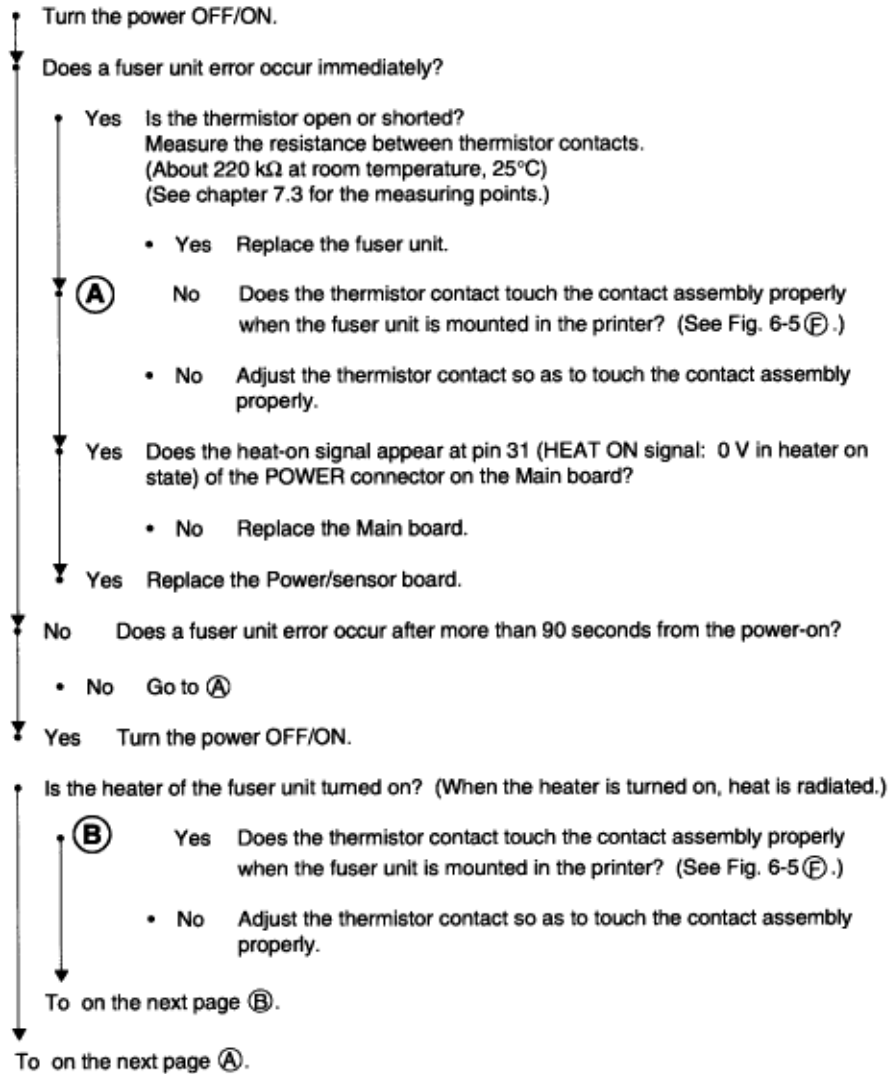 Turn the power OFF/ON.
Does a fuser unit error occur immediately?
Yes Is the thermistor open or shorted?
Measure the resistance between thermistor contacts.
(About 220 kΩ at room temperature, 25°C)
(See chapter 7.3 for the measuring points.)
• Yes Replace the fuser unit.
Ⓐ No Does the thermistor contact touch the contact assembly properly
when the fuser unit is mounted in the printer? (See Fig. 6-5Ⓕ.)
• No Adjust the thermistor contact so as to touch the contact assembly
properly.
Yes Does the heat-on signal appear at pin 31 (HEAT ON signal: 0 V in heater on
state) of the POWER connector on the Main board?
• No Replace the Main board.
Yes Replace the Power/sensor board.
No Does a fuser unit error occur after more than 90 seconds from the power-on?
• No Go to Ⓐ
Yes Turn the power OFF/ON.
Is the heater of the fuser unit turned on? (When the heater is turned on, heat is radiated.)
Ⓑ Yes Does the thermistor contact touch the contact assembly properly
when the fuser unit is mounted in the printer? (See Fig. 6-5Ⓕ.)
• No Adjust the thermistor contact so as to touch the contact assembly
properly.
To on the next page Ⓑ.
To on the next page Ⓐ.